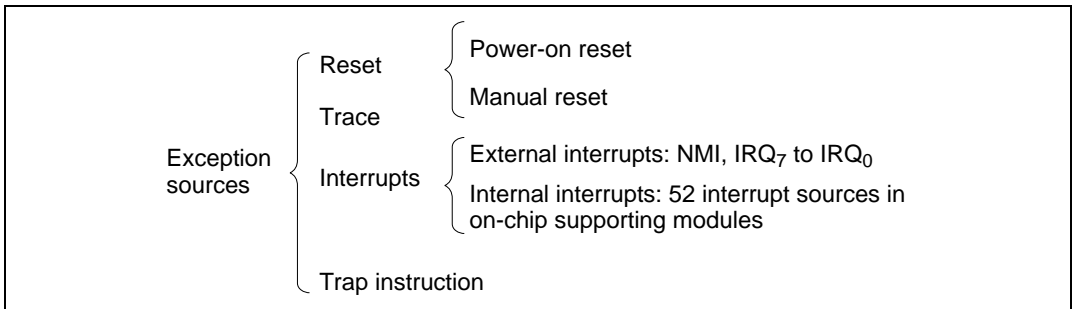 Exception
sources
Reset
Power-on reset
Manual reset
Trace
Interrupts
External interrupts: NMI, IRQ7 to IRQ0
Internal interrupts: 52 interrupt sources in
on-chip supporting modules
Trap instruction